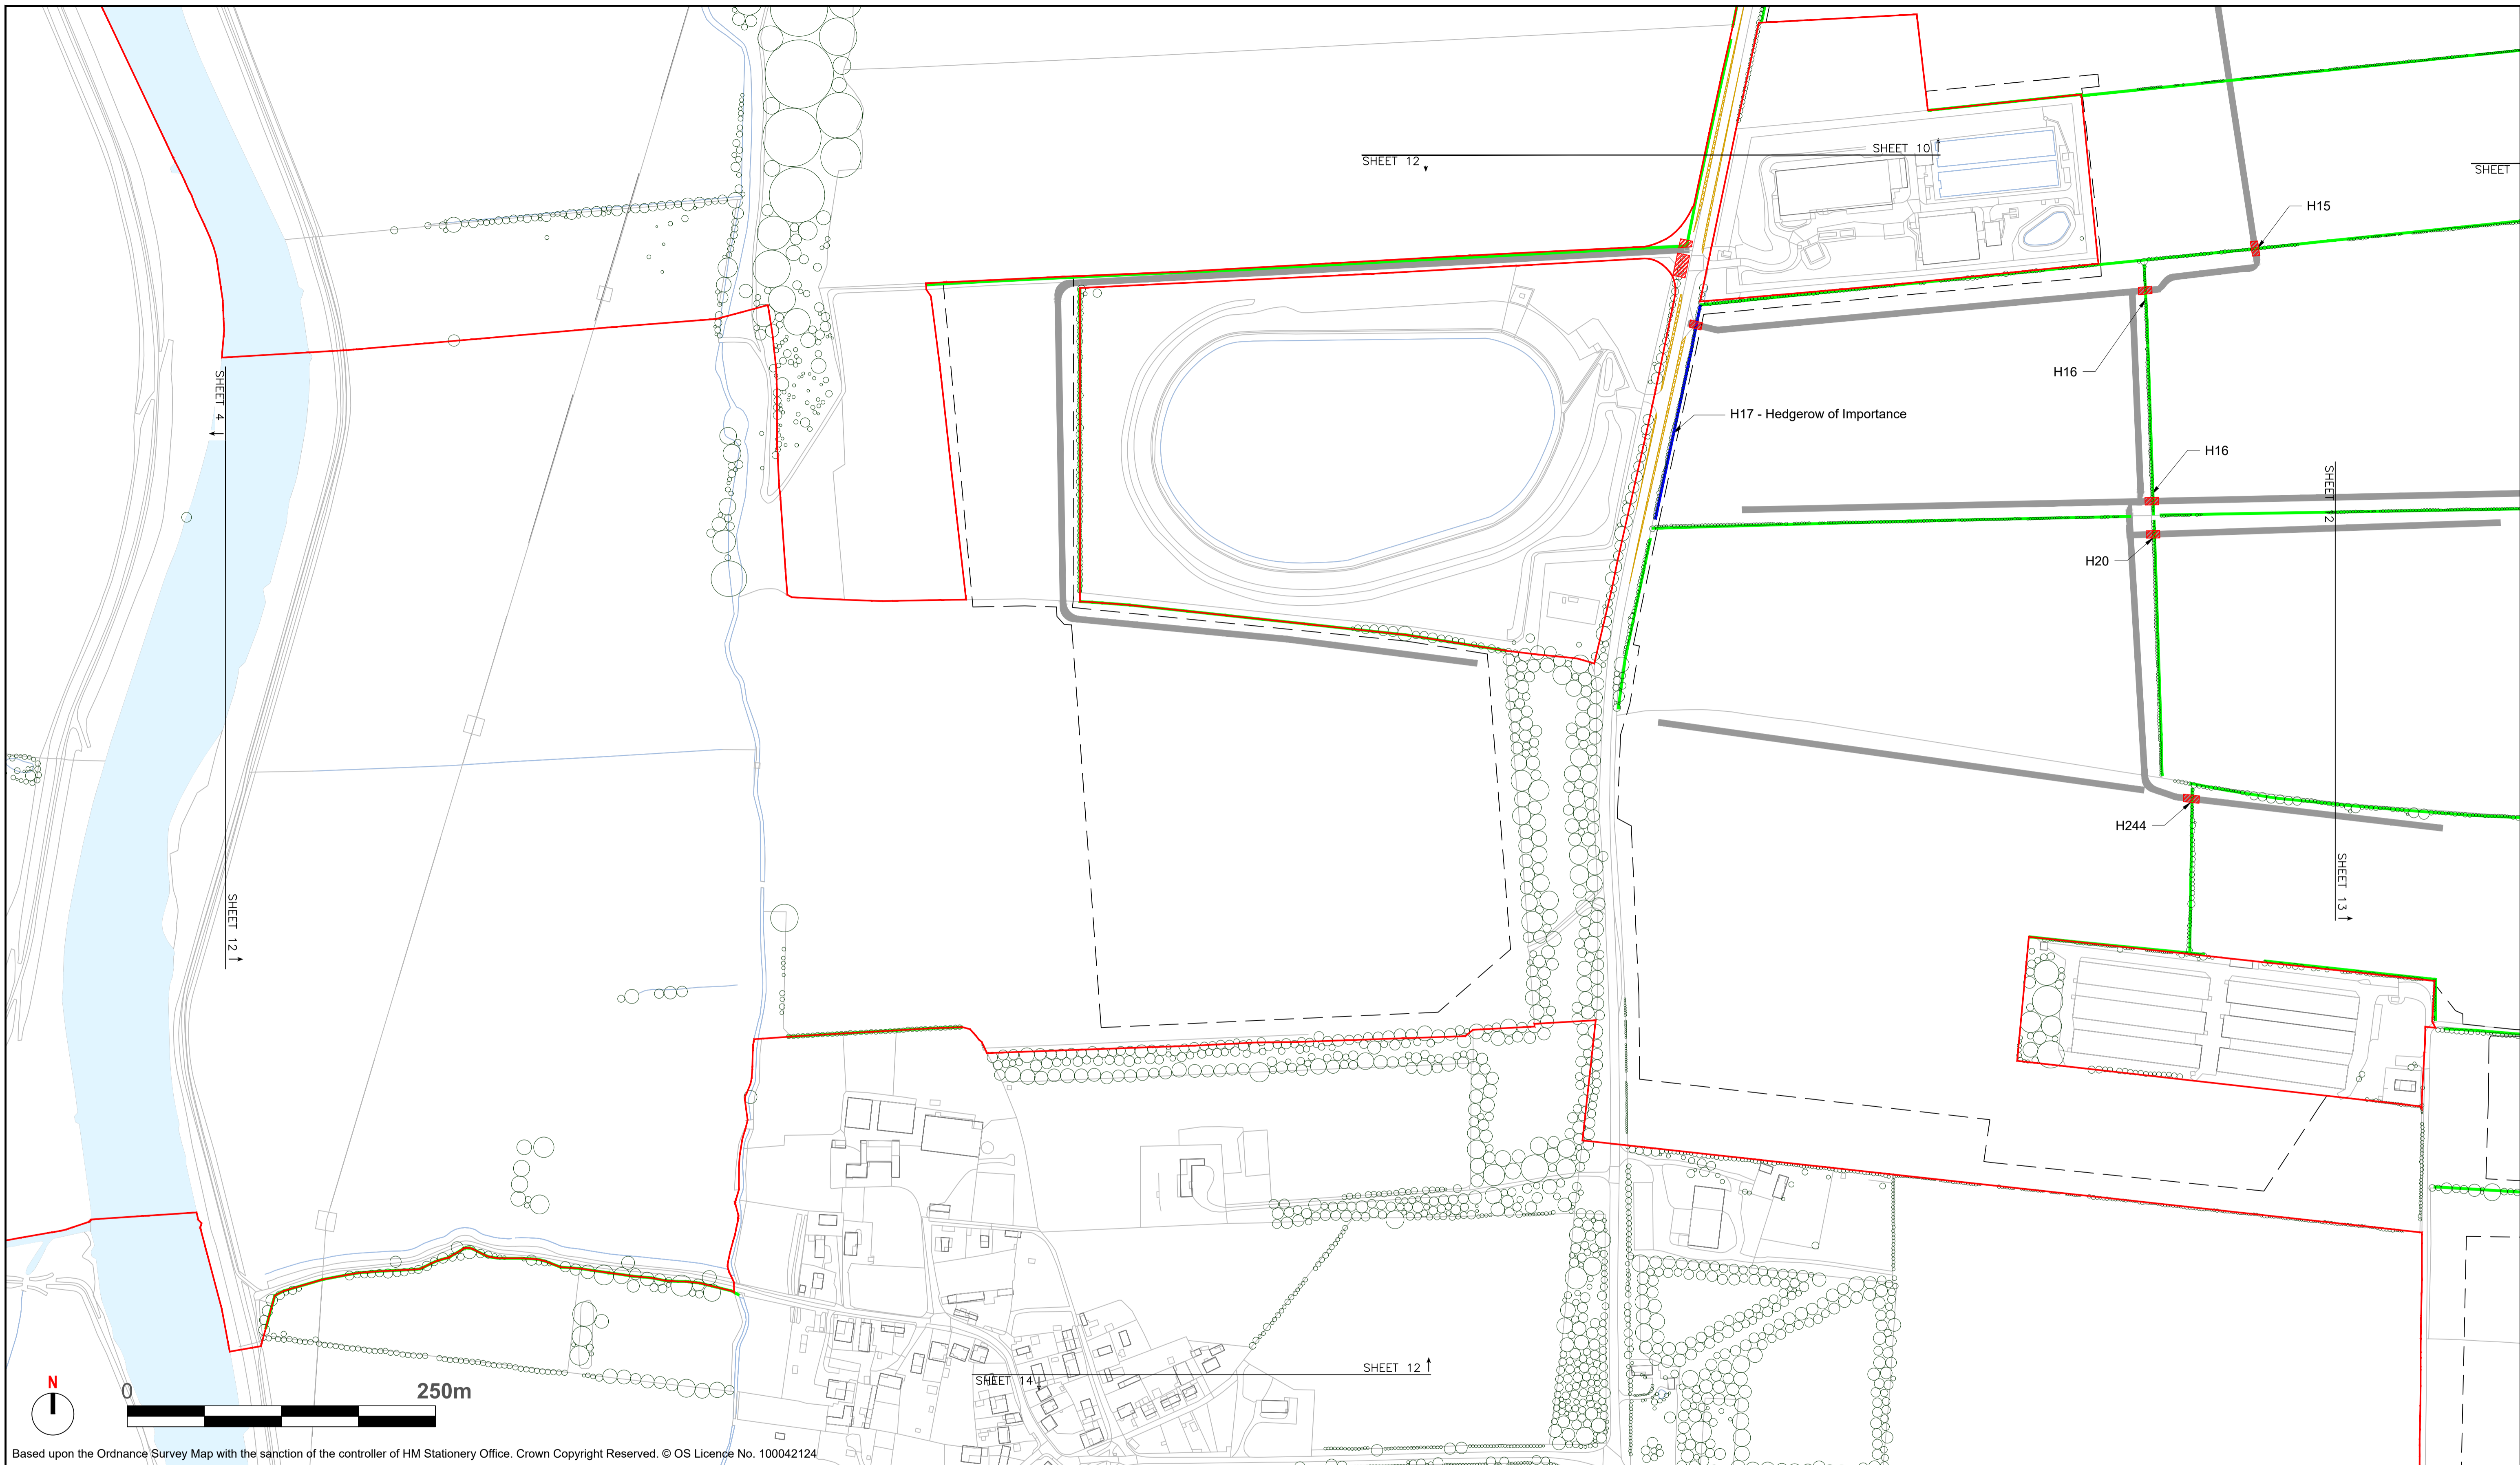 SHEET 12
SHEET 10
SHEET
H15
H16
SHEET 4
H17 - Hedgerow of Importance
H16
SHEET 12
H20
H244
SHEET 13
SHEET 12
SHEET 12
SHEET 14
N
0
250m
Based upon the Ordnance Survey Map with the sanction of the controller of HM Stationery Office. Crown Copyright Reserved. © OS Licence No. 100042124